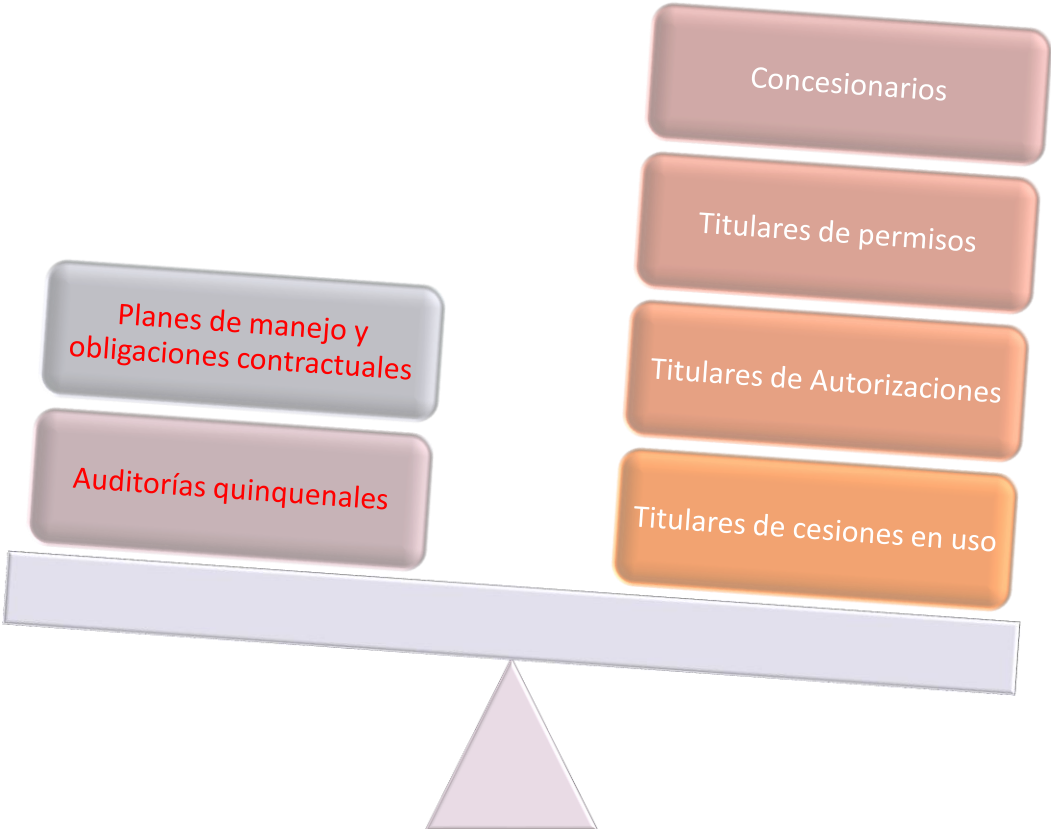 Planes de manejo y
obligaciones contractuales
Auditorías quinquenales
Concesionarios
Titulares de permisos
Titulares de Autorizaciones
Titulares de cesiones en uso